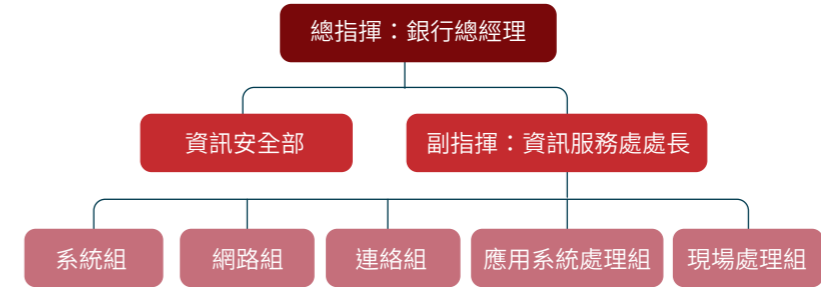 總指揮：銀行總經理
資訊安全部
副指揮：資訊服務處處長
系統組
網路組
連絡組
應用系統處理組
現場處理組